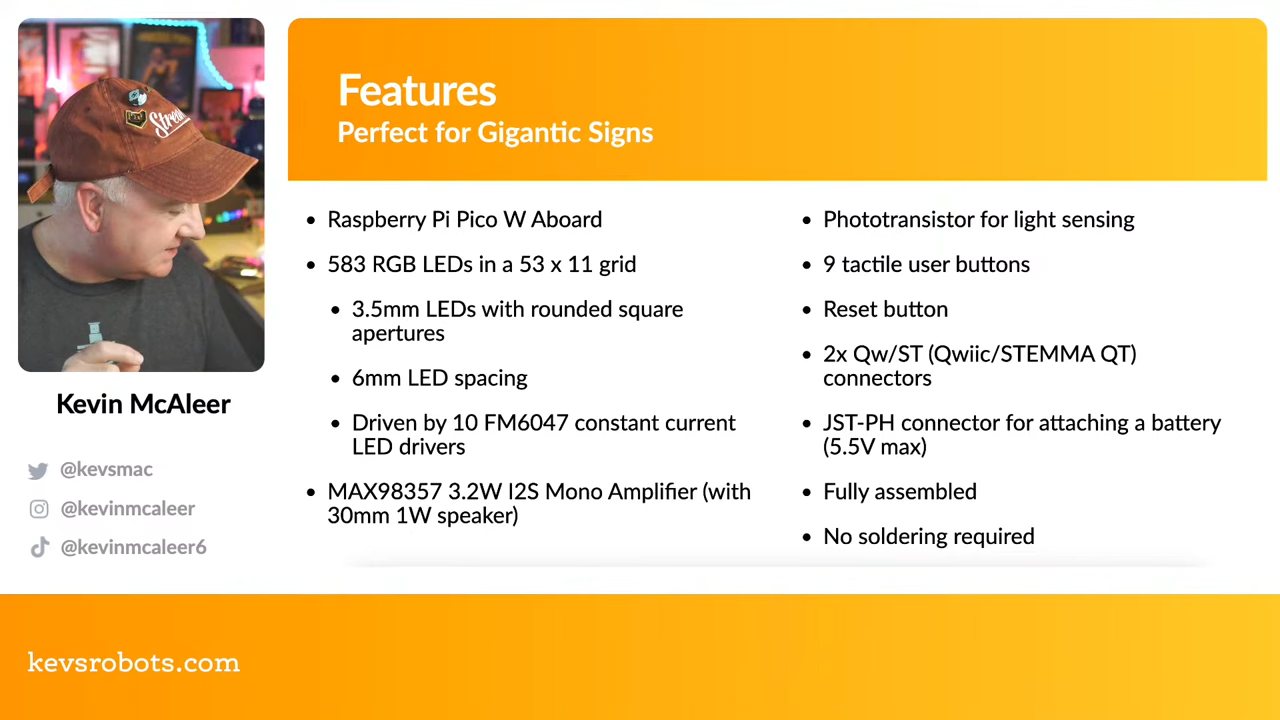 Features
Perfect for Gigantic Signs
Raspberry Pi Pico W Aboard
583 RGB LEDs in a 53 x 11 grid
3.5mm LEDs with rounded square
apertures
6mm LED spacing
Driven by 10 FM6047 constant current
LED drivers
MAX98357 3.2W I2S Mono Amplifier (with
30mm 1W speaker)
Phototransistor for light sensing
9 tactile user buttons
Reset button
2x Qw/ST (Qwiic/STEMMA QT)
connectors
JST-PH connector for attaching a battery
(5.5V max)
Fully assembled
No soldering required
Kevin McAleer
@kevsmac
@kevinmcaleer
@kevinmcaleer6
kevsrobots.com